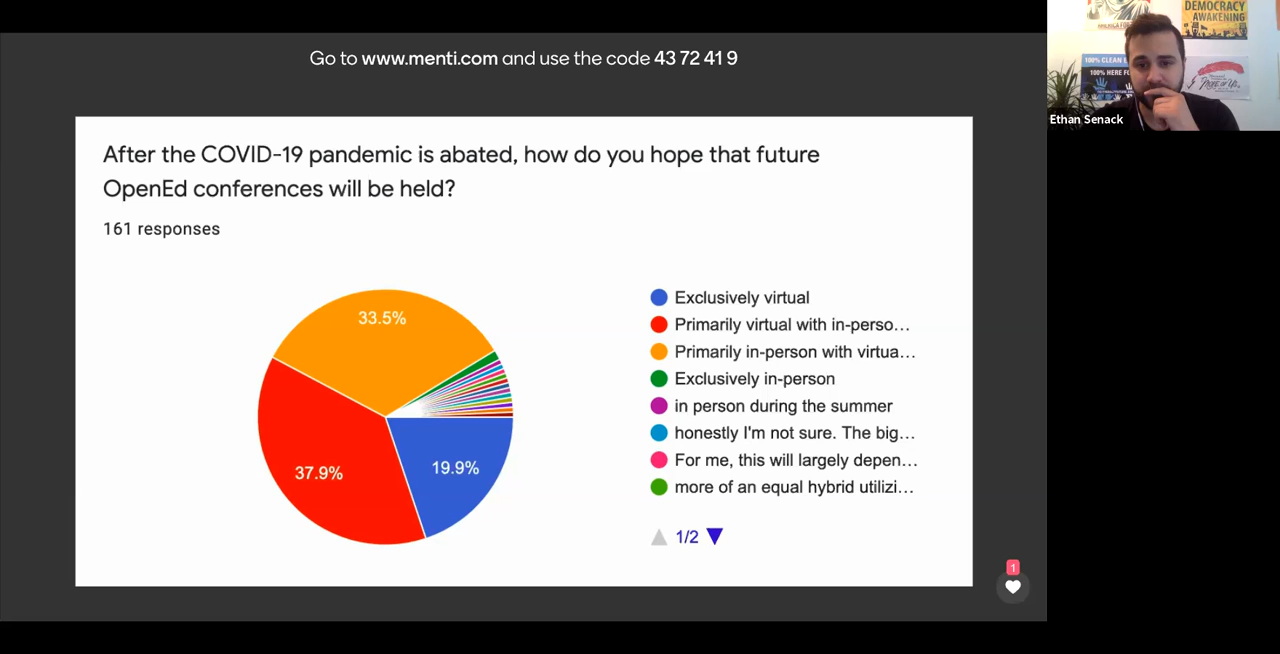 Go to www.menti.com and use the code 43 72 41 9
After the COVID-19 pandemic is abated, how do you hope that future
OpenEd conferences will be held?
161 responses
33.5%
37.9%
19.9%
Exclusively virtual
Primarily virtual with in-perso...
Primarily in-person with virtua...
Exclusively in-person
in person during the summer
honestly I'm not sure. The big...
For me, this will largely depen...
more of an equal hybrid utilizi...
1/2
1
DEMOCRACY
AWAKENING
100% CLEAN
100% HERE
Ethan Senack